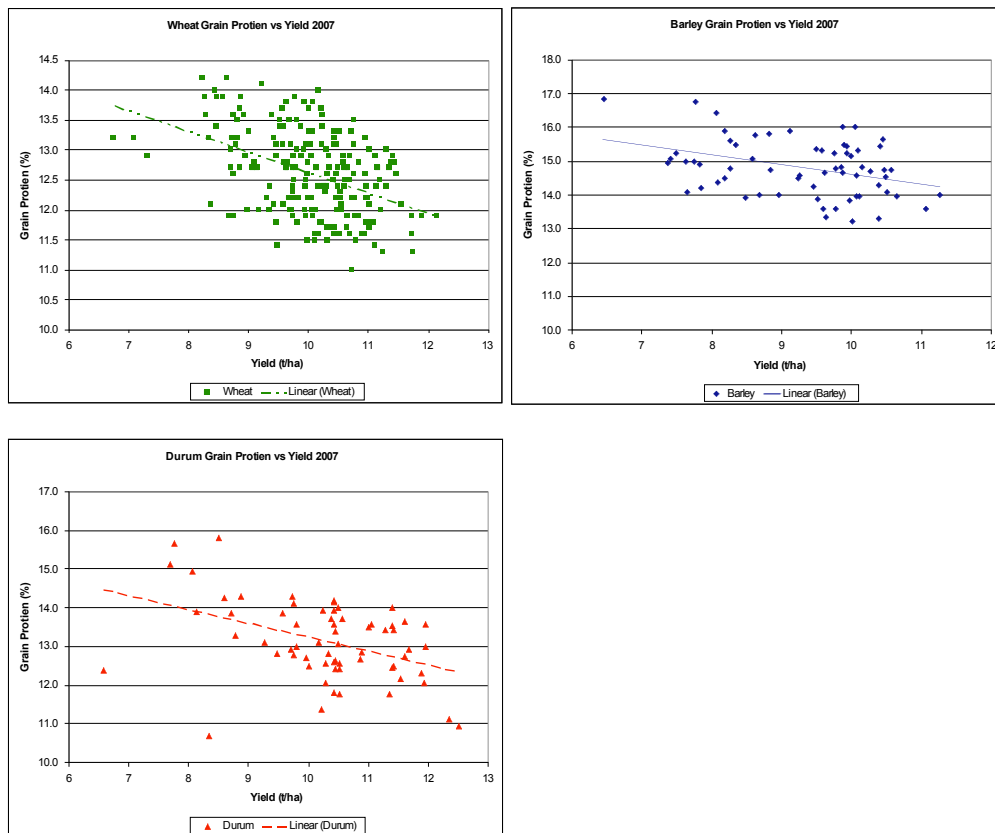 Wheat Grain Protien vs Yield 2007
14.5
14.0
13.5
13.0
12.5
12.0
11.5
11.0
10.5
10.0
Grain Protien (%)
6 7 8 9 10 11 12 13
Yield (t/ha)
Wheat Linear (Wheat)
Barley Grain Protien vs Yield 2007
18.0
17.0
16.0
15.0
14.0
13.0
12.0
11.0
10.0
Grain Protien (%)
6 7 8 9 10 11 12
Yield (t/ha)
Barley Linear (Barley)
Durum Grain Protien vs Yield 2007
17.0
16.0
15.0
14.0
13.0
12.0
11.0
10.0
Grain Protien (%)
6 7 8 9 10 11 12 13
Yield (t/ha)
Durum Linear (Durum)